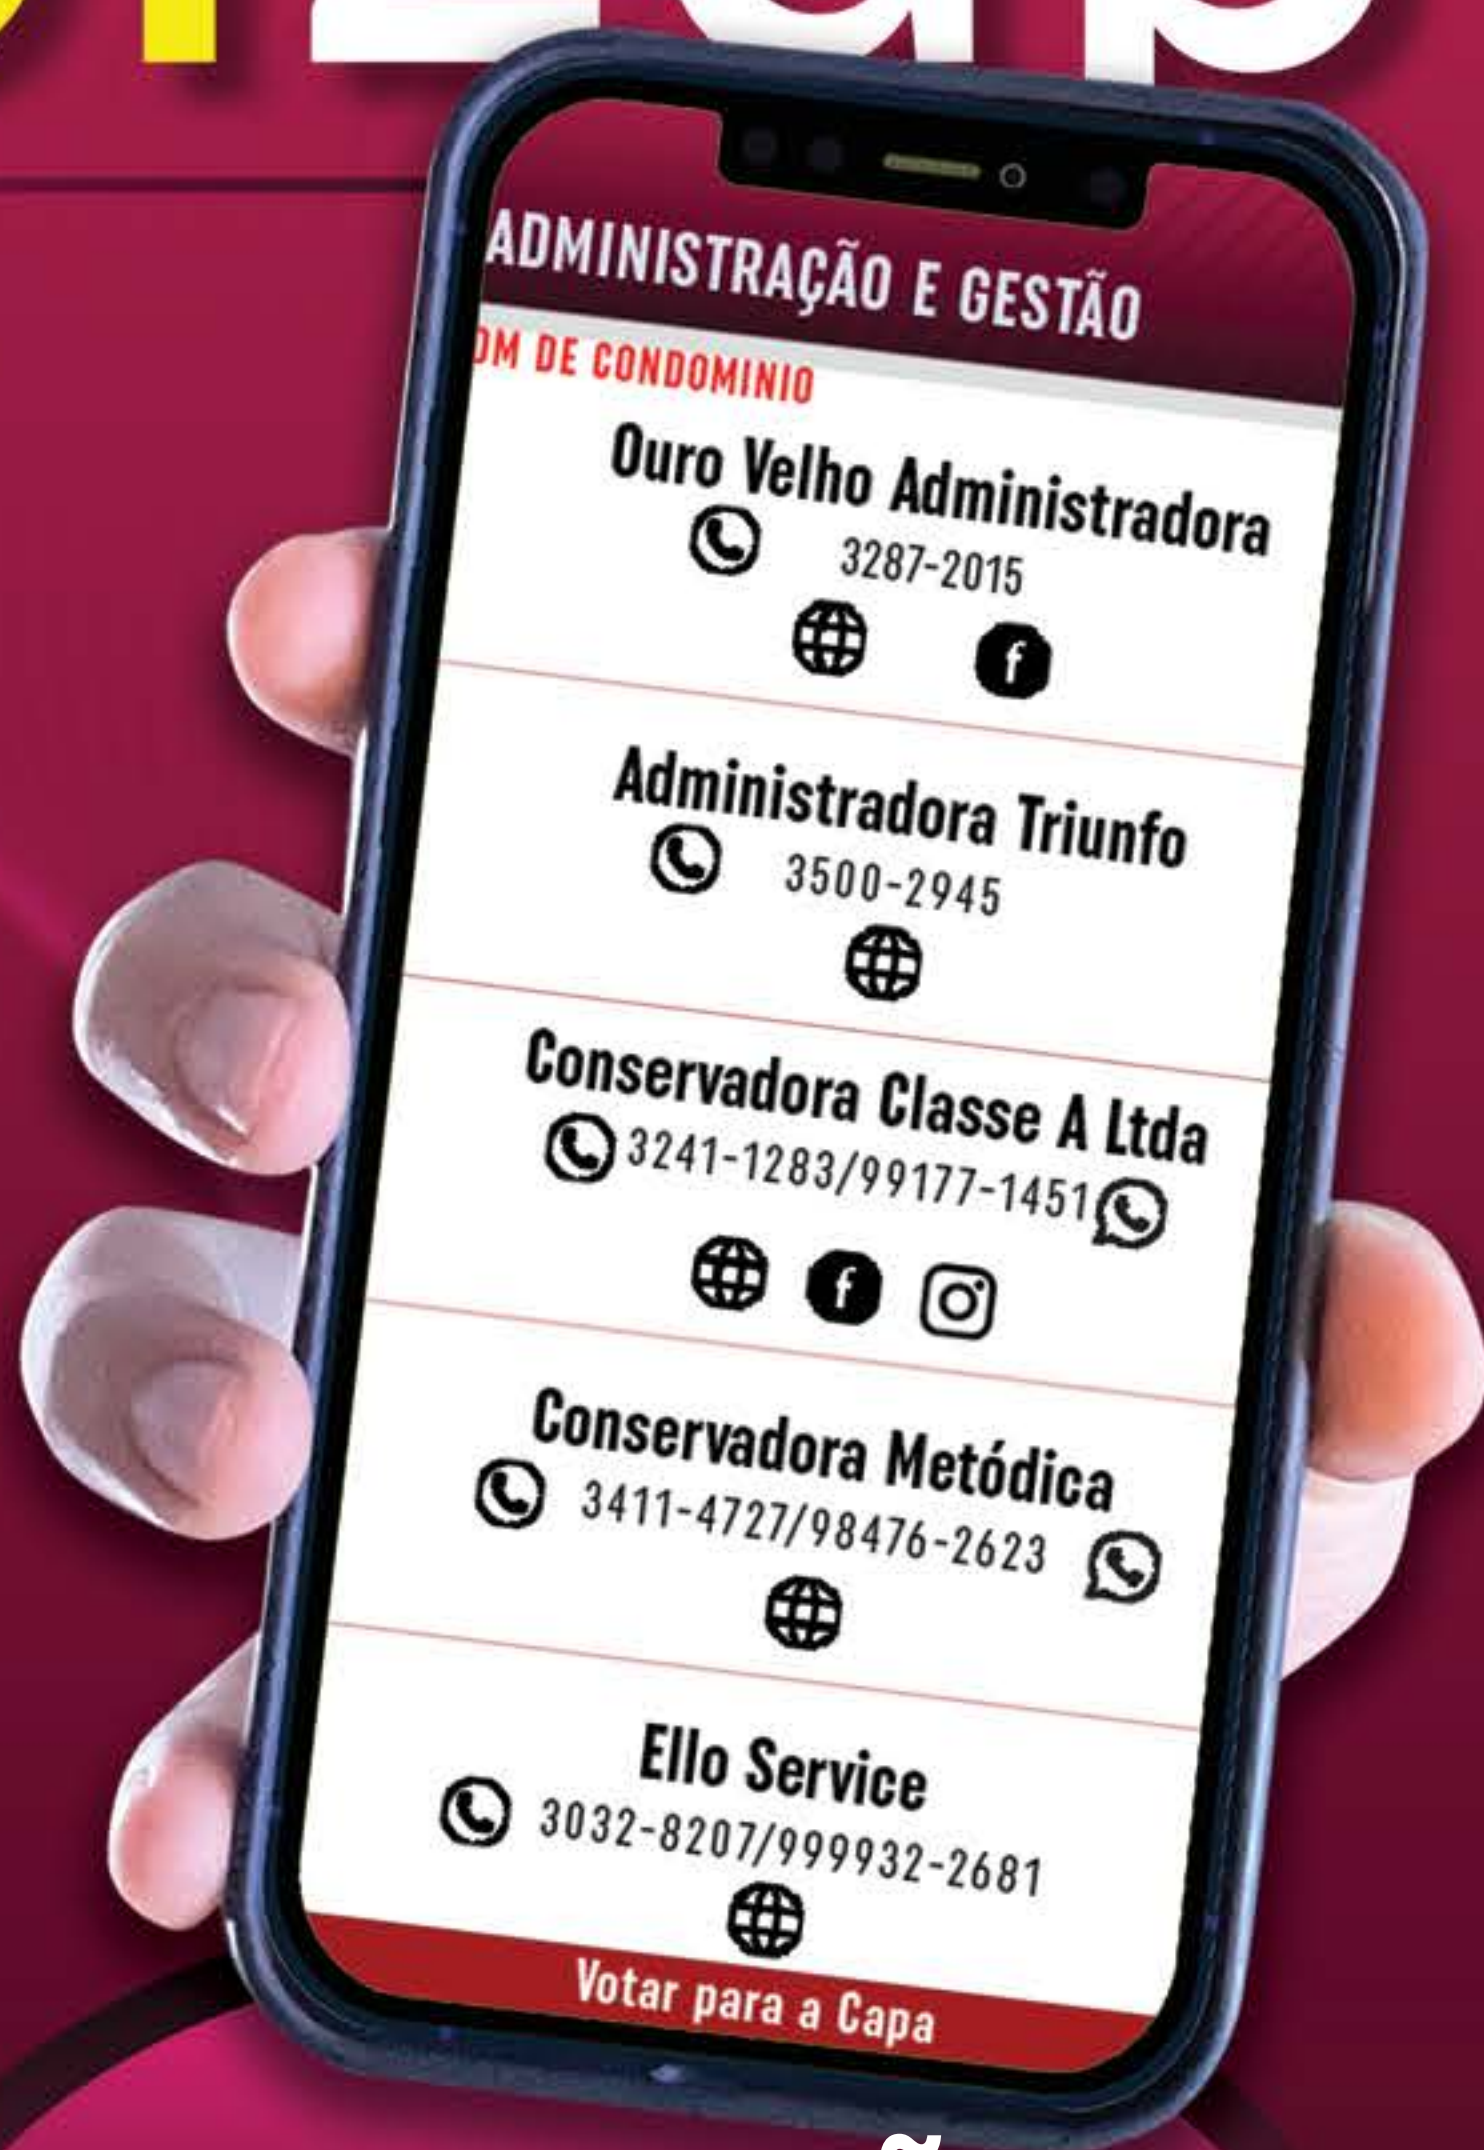 ADMINISTRAÇÃO E GESTÃO
DE CONDOMINIO
Ouro Velho Administradora
3287-2015
Administradora Triunfo
3500-2945
Conservadora Classe A Ltda
3241-1283/99177-1451
Conservadora Metódica
3411-4727/98476-2623
Ello Service
3032-8207/999932-2681
Votar para a Capa